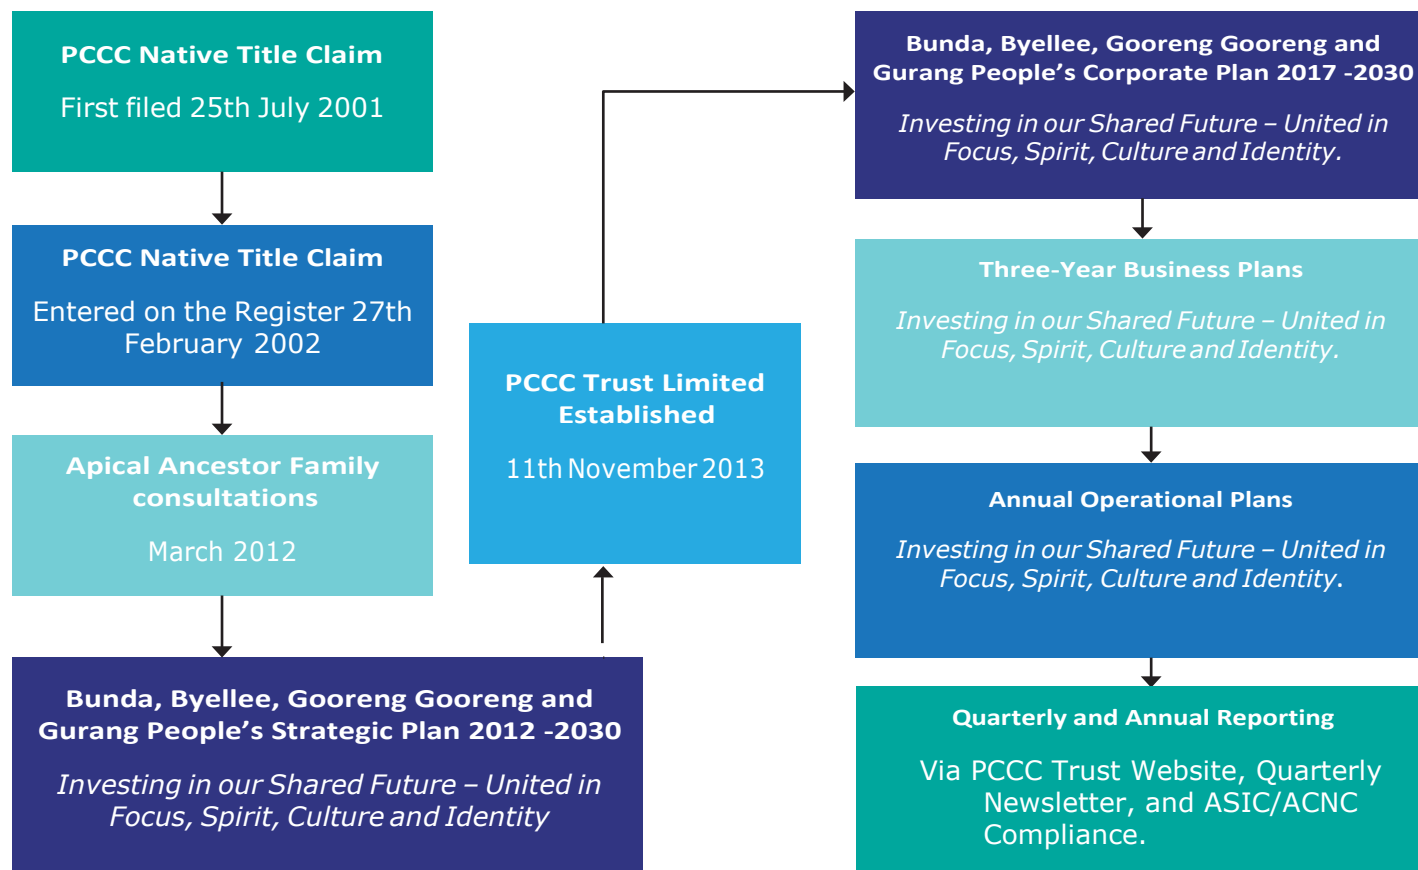 PCCC Native Title Claim
First filed 25th July 2001
PCCC Native Title Claim
Entered on the Register 27th
February 2002
Apical Ancestor Family
consultations
March 2012
Bunda, Byellee, Gooreng Gooreng and
Gurang People’s Strategic Plan 2012 -2030
Investing in our Shared Future – United in
Focus, Spirit, Culture and Identity
PCCC Trust Limited
Established
11th November 2013
Bunda, Byellee, Gooreng Gooreng and
Gurang People’s Corporate Plan 2017 -2030
Investing in our Shared Future – United in
Focus, Spirit, Culture and Identity.
Three-Year Business Plans
Investing in our Shared Future – United in
Focus, Spirit, Culture and Identity.
Annual Operational Plans
Investing in our Shared Future – United in
Focus, Spirit, Culture and Identity.
Quarterly and Annual Reporting
Via PCCC Trust Website, Quarterly
Newsletter, and ASIC/ACNC
Compliance.